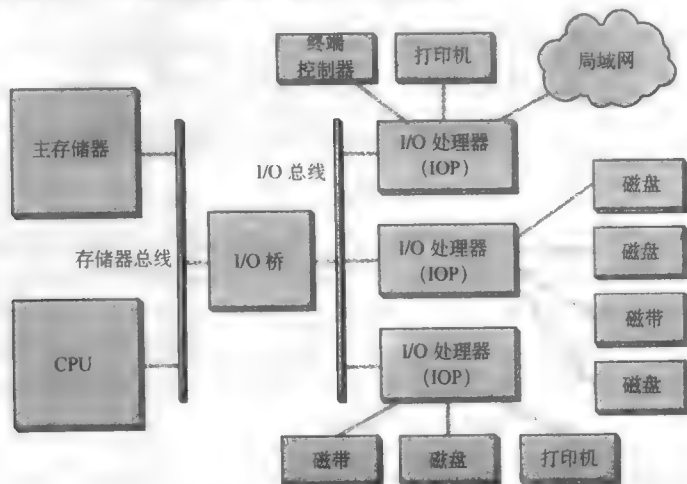 终端
控制器
打印机
局域网
主存储器
I/O 总线
I/O 处理器
(IOP)
磁盘
存储器总线
I/O 桥
I/O 处理器
(IOP)
磁盘
磁带
CPU
I/O 处理器
(IOP)
磁盘
磁带
磁盘
打印机